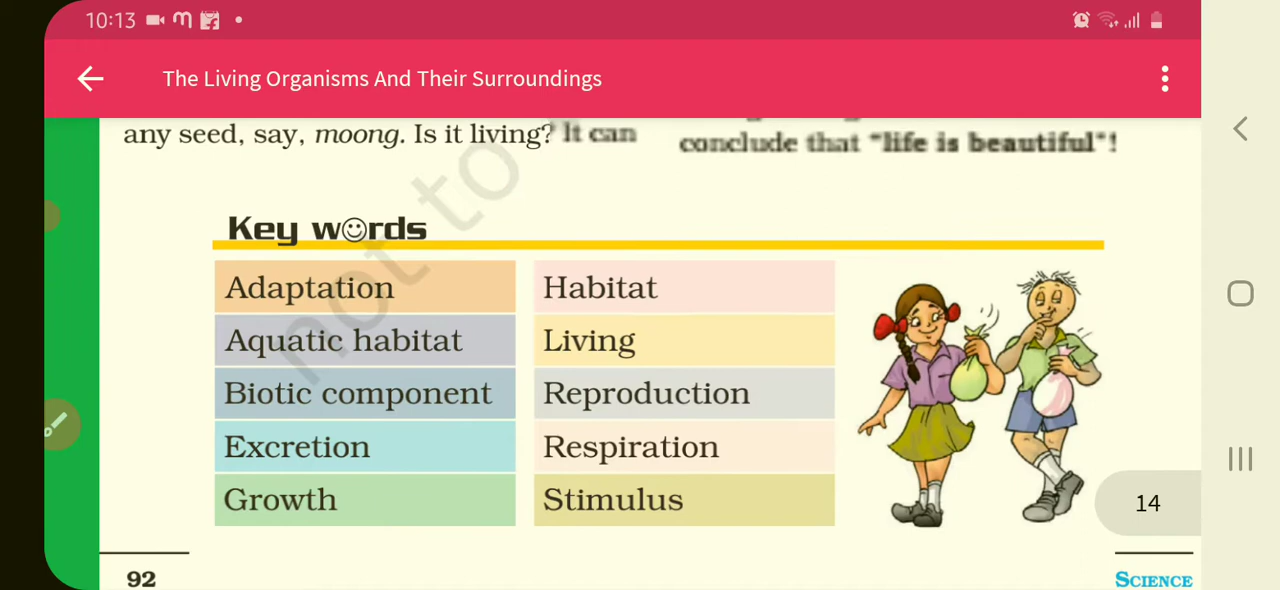 10:13
The Living Organisms And Their Surroundings
any seed, say, moong. Is it living? It can
conclude that "life is beautiful"!
not to
Key words
Adaptation
Habitat
Aquatic habitat
Living
Biotic component
Reproduction
Excretion
Respiration
Growth
Stimulus
14
92
SCIENCE